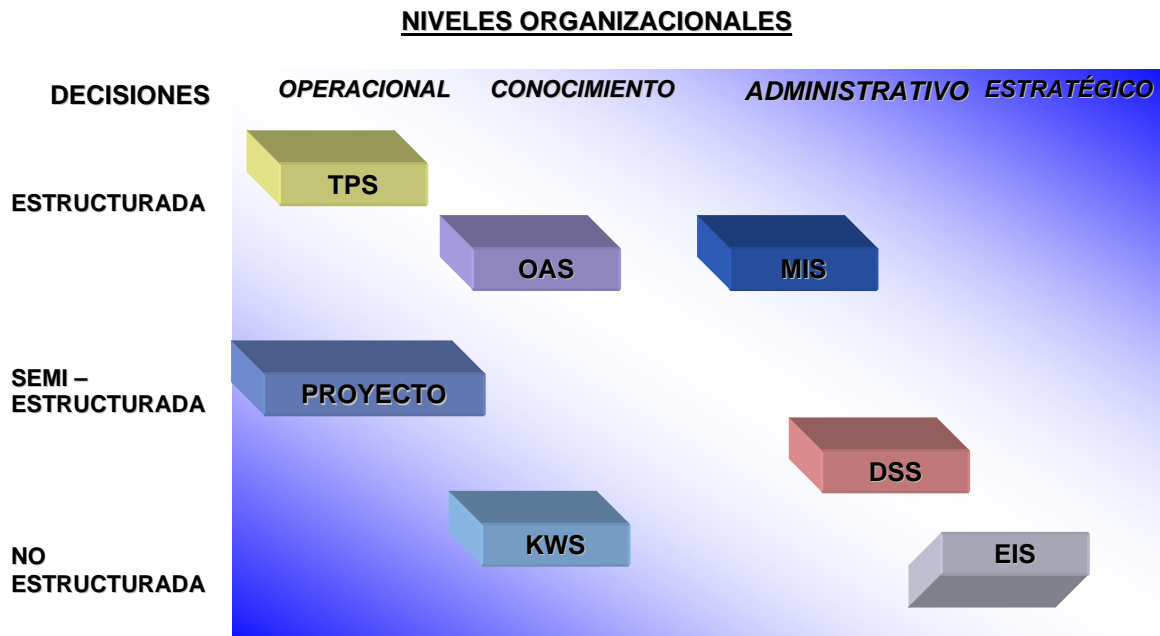 NIVELES ORGANIZACIONALES
DECISIONES
OPERACIONAL
CONOCIMIENTO
ADMINISTRATIVO
ESTRATÉGICO
TPS
ESTRUCTURADA
OAS
MIS
SEMI –
ESTRUCTURADA
PROYECTO
DSS
KWS
EIS
NO
ESTRUCTURADA